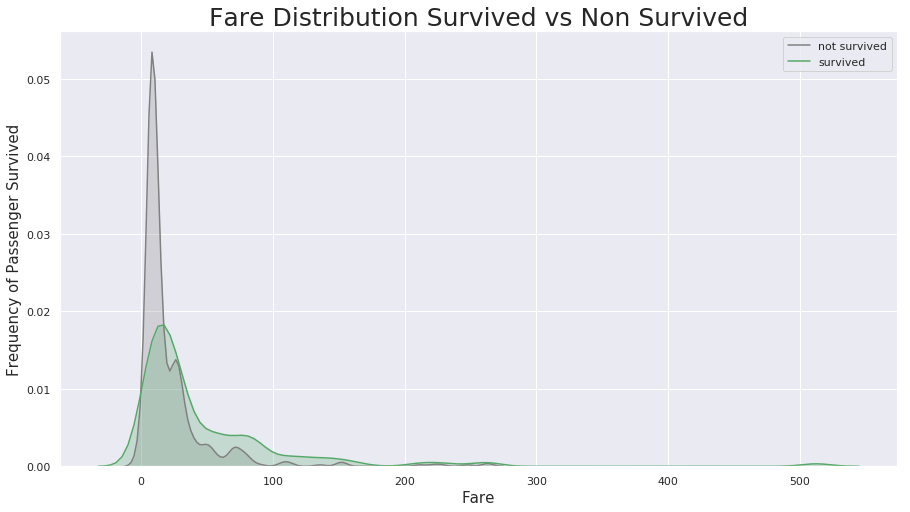 Fare Distribution Survived vs Non Survived
not survived
survived
Frequency of Passenger Survived
0.05
0.04
0.03
0.02
0.01
0.00
0
100
200
300
400
500
Fare